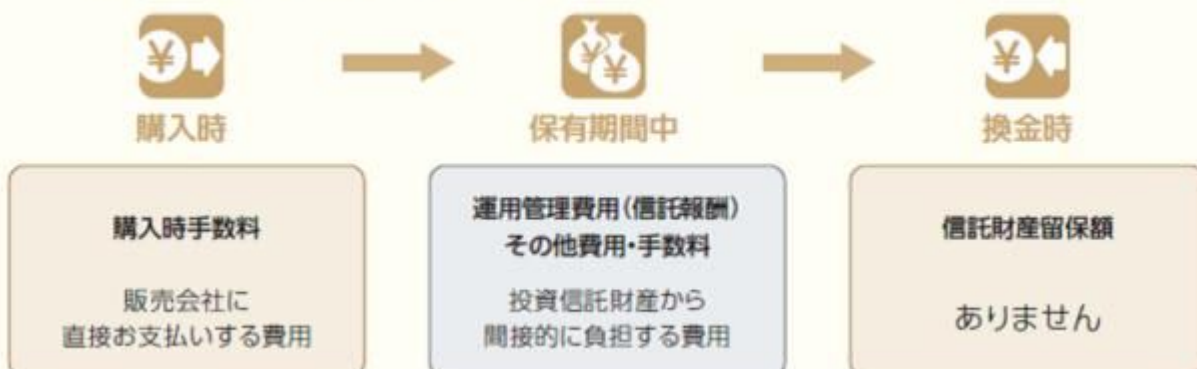 購入時
保有期間中
換金時
購入時手数料
販売会社に
直接お支払いする費用
運用管理費用(信託報酬)
その他費用・手数料
投資信託財産から
間接的に負担する費用
信託財産留保額
ありません